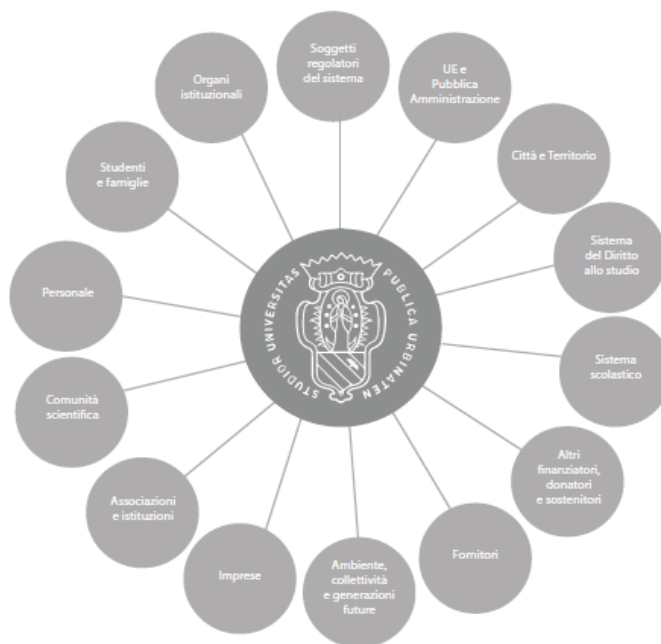 Soggetti
regolatori
del sistema
UE e
Pubblica
Amministrazione
Città e Territorio
Sistema
del Diritto
allo studio
Sistema
scolastico
Altri
finanziatori,
donatori
e sostenitori
Fornitori
Ambiente,
collettività
e generazioni
future
Imprese
Associazioni
e istituzioni
Comunità
scientifica
Personale
Studenti
e famiglie
Organi
istituzionali
STUDIOR UNIVERSITAS
PUBLICA URBINATEN